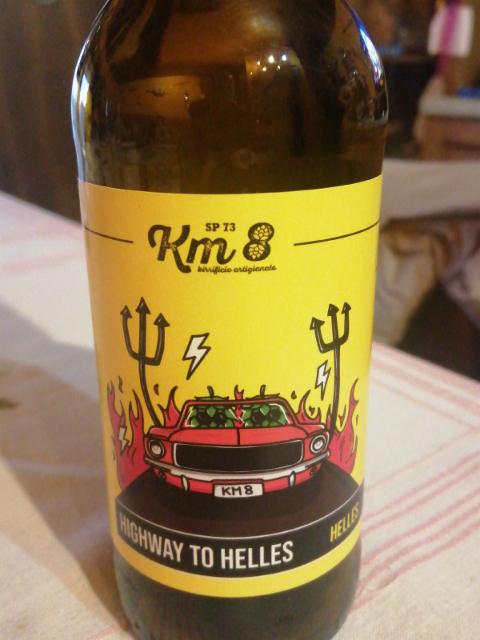 SP 73
Km 8
birrificio artigianale
KM 8
HIGHWAY TO HELLES
HELLES